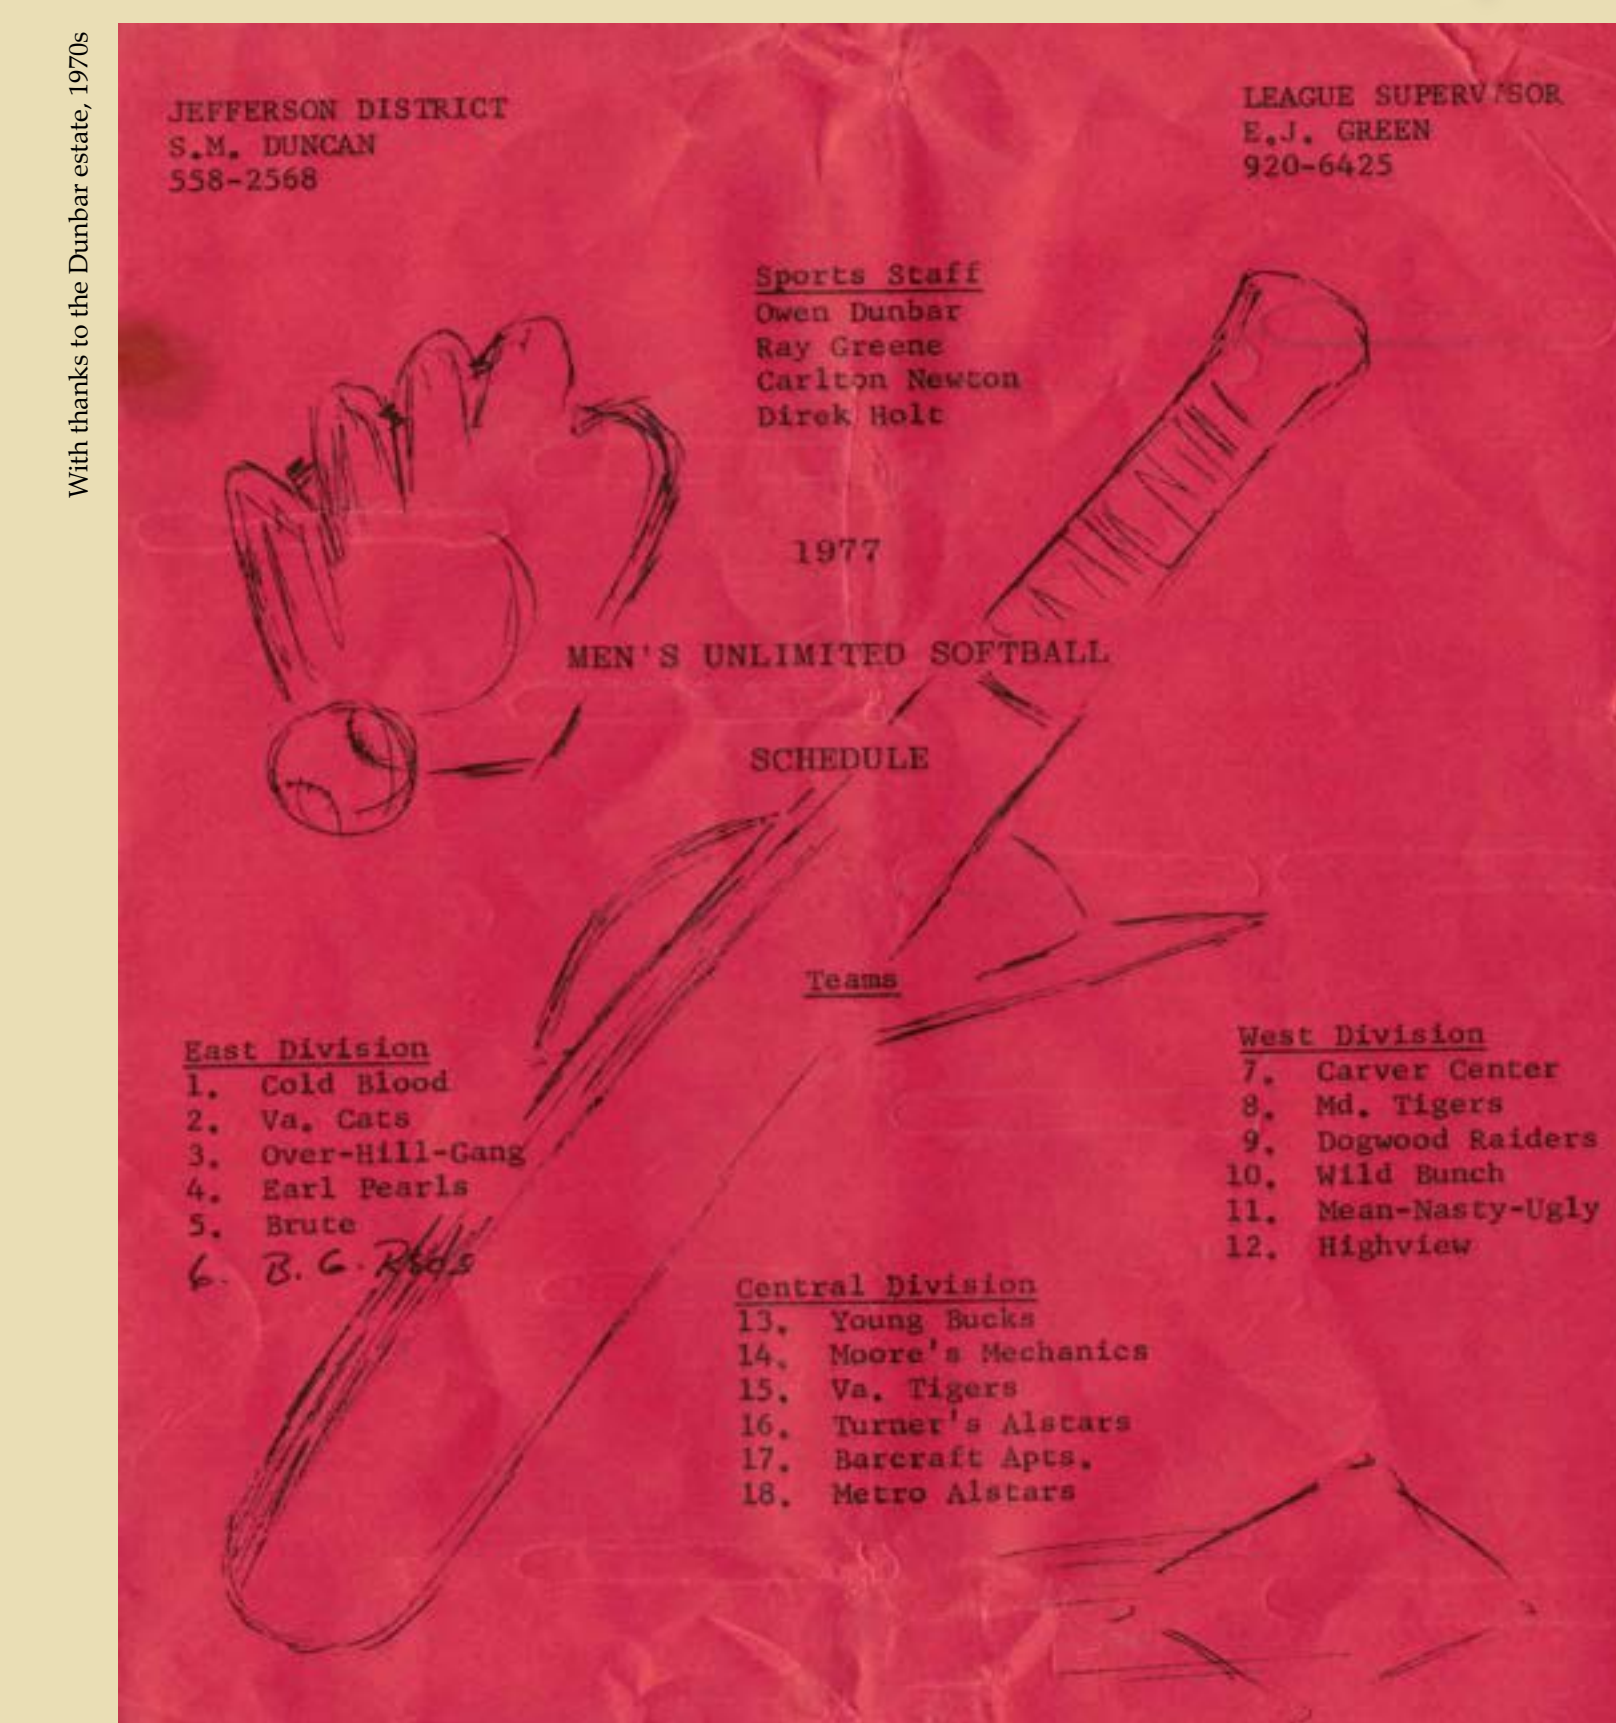 With thanks to the Dunbar estate, 1970s
JEFFERSON DISTRICT
S.M. DUNCAN
558-2568
LEAGUE SUPERVISOR
E.J. GREEN
920-6425
Sports Staff
Owen Dunbar
Ray Greene
Carlton Newton
Direk Holt
1977
MEN'S UNLIMITED SOFTBALL
SCHEDULE
Teams
East Division
1. Cold Blood
2. Va. Cats
3. Over-Hill-Gang
4. Earl Pearls
5. Brute
6. B. G. Reds
West Division
7. Carver Center
8. Md. Tigers
9. Dogwood Raiders
10. Wild Bunch
11. Mean-Nasty-Ugly
12. Highview
Central Division
13. Young Bucks
14. Moore's Mechanics
15. Va. Tigers
16. Turner's Alstars
17. Barcraft Apts.
18. Metro Alstars